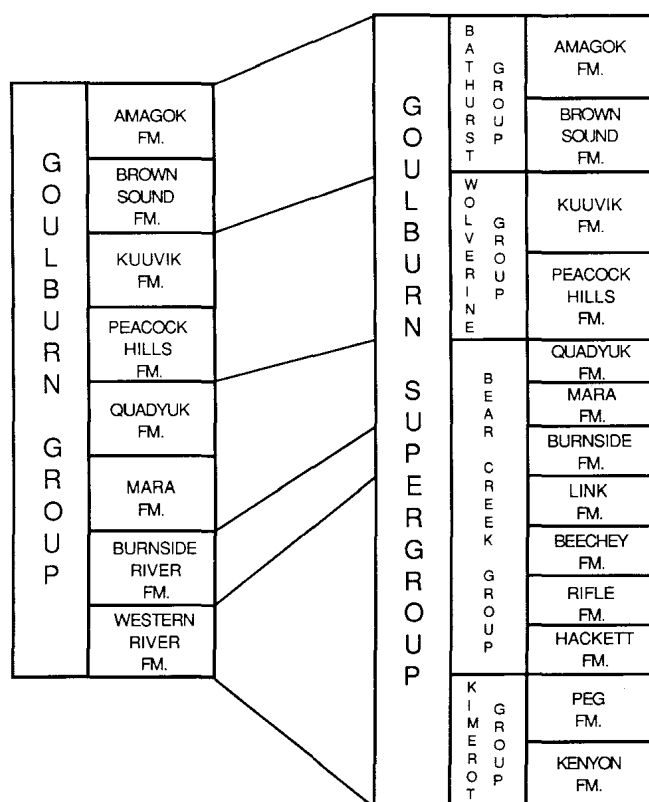 GOULBURN GROUP
AMAGOK
FM.
BROWN
SOUND
FM.
KUUVIK
FM.
PEACOCK
HILLS
FM.
QUADYUK
FM.
MARA
FM.
BURNSIDE
RIVER
FM.
WESTERN
RIVER
FM.
GOULBURN SUPERGROUP
BATHURST
GROUP
AMAGOK
FM.
BROWN
SOUND
FM.
WOLVERINE
GROUP
KUUVIK
FM.
PEACOCK
HILLS
FM.
BEAR CREEK GROUP
QUADYUK
FM.
MARA
FM.
BURNSIDE
FM.
LINK
FM.
BEECHEY
FM.
RIFLE
FM.
HACKETT
FM.
KIMEROT
GROUP
PEG
FM.
KENYON
FM.